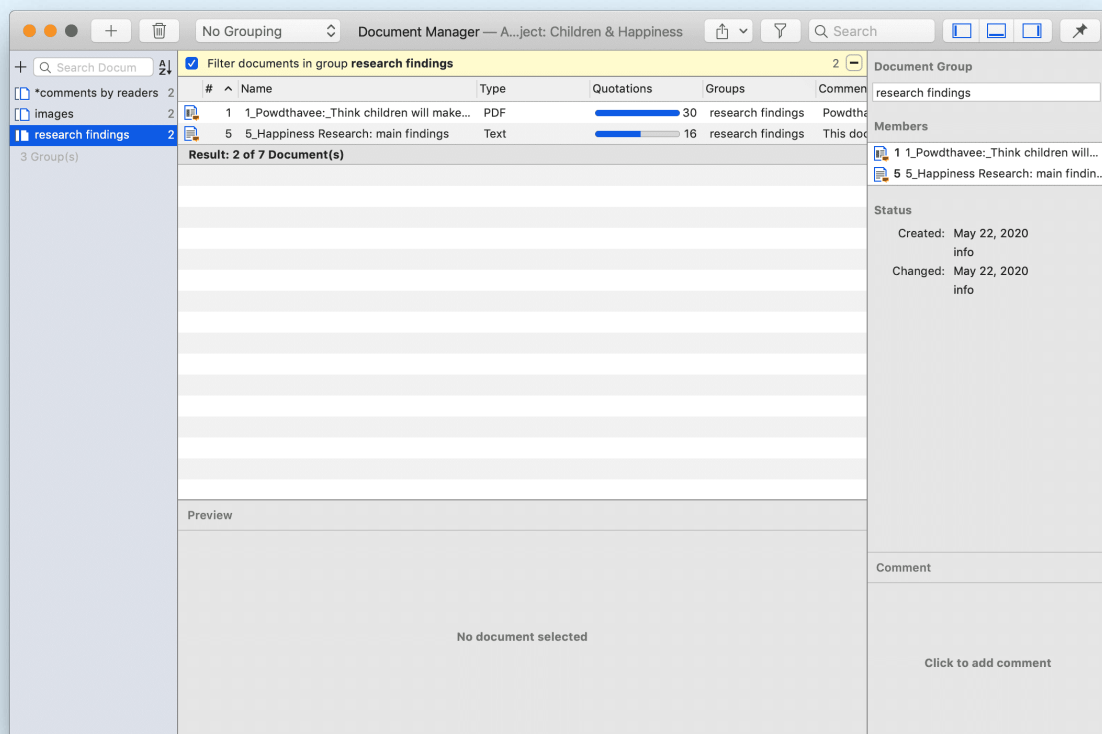 No Grouping
Document Manager — A...ject: Children & Happiness
Search
Search Docum
*comments by readers 2
images 2
research findings 2
3 Group(s)
Filter documents in group research findings 2
# Name Type Quotations Groups Commen
1 1_Powdthavee:_Think children will make... PDF 30 research findings Powdtha
5 5_Happiness Research: main findings Text 16 research findings This doc
Result: 2 of 7 Document(s)
Preview
No document selected
Document Group
research findings
Members
1 1_Powdthavee:_Think children will...
5 5_Happiness Research: main findin...
Status
Created: May 22, 2020
info
Changed: May 22, 2020
info
Comment
Click to add comment